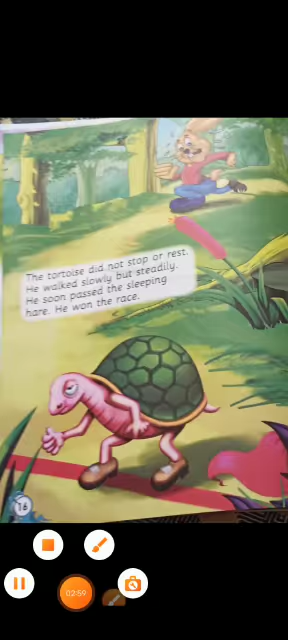 The tortoise did not stop or rest.
He walked slowly but steadily.
He soon passed the sleeping
hare. He won the race.
16
02:59